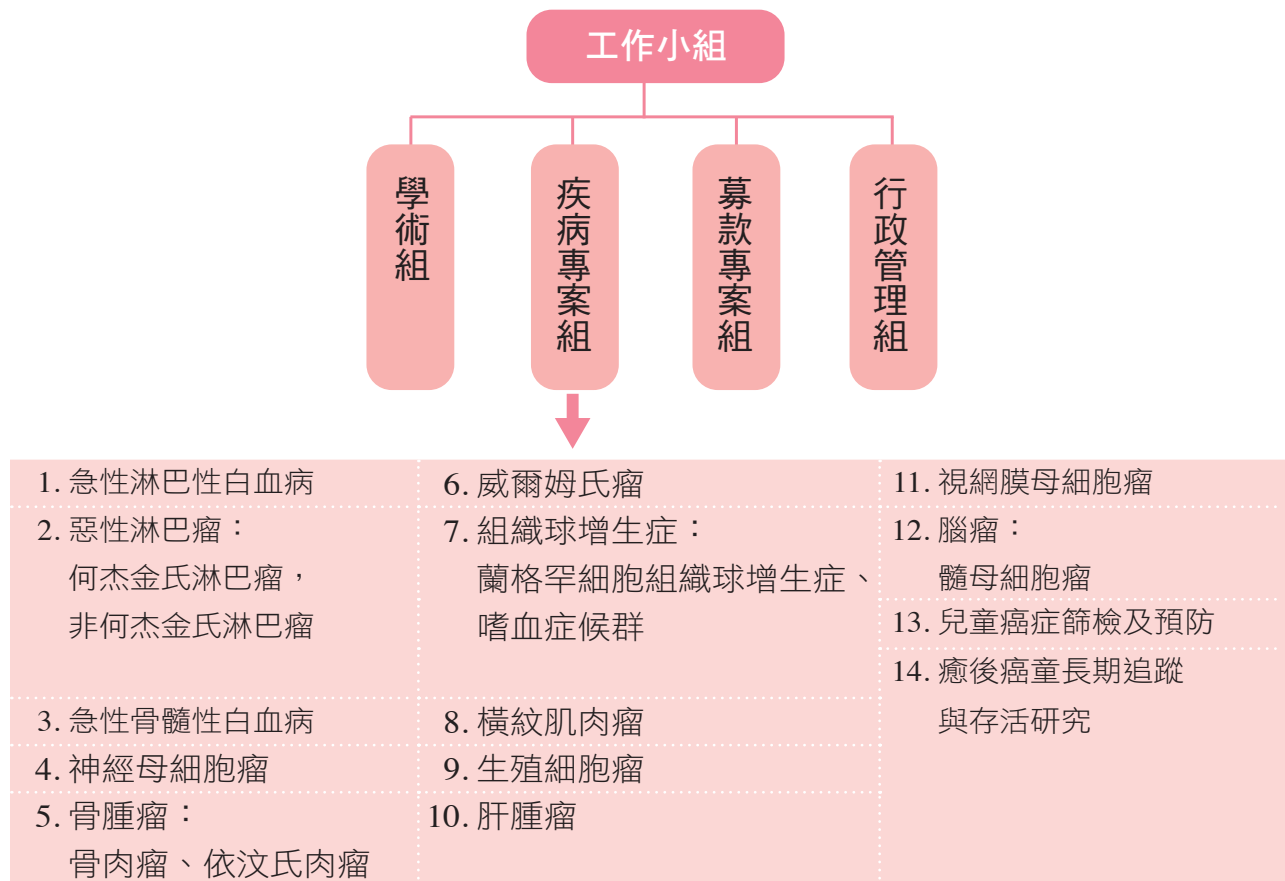 工作小組
學術組
疾病專案組
募款專案組
行政管理組
1. 急性淋巴性白血病
2. 惡性淋巴瘤：
何杰金氏淋巴瘤，
非何杰金氏淋巴瘤
3. 急性骨髓性白血病
4. 神經母細胞瘤
5. 骨腫瘤：
骨肉瘤、依汶氏肉瘤
6. 威爾姆氏瘤
7. 組織球增生症：
蘭格罕細胞組織球增生症、
嗜血症候群
8. 橫紋肌肉瘤
9. 生殖細胞瘤
10. 肝腫瘤
11. 視網膜母細胞瘤
12. 腦瘤：
髓母細胞瘤
13. 兒童癌症篩檢及預防
14. 癒後癌童長期追蹤
與存活研究